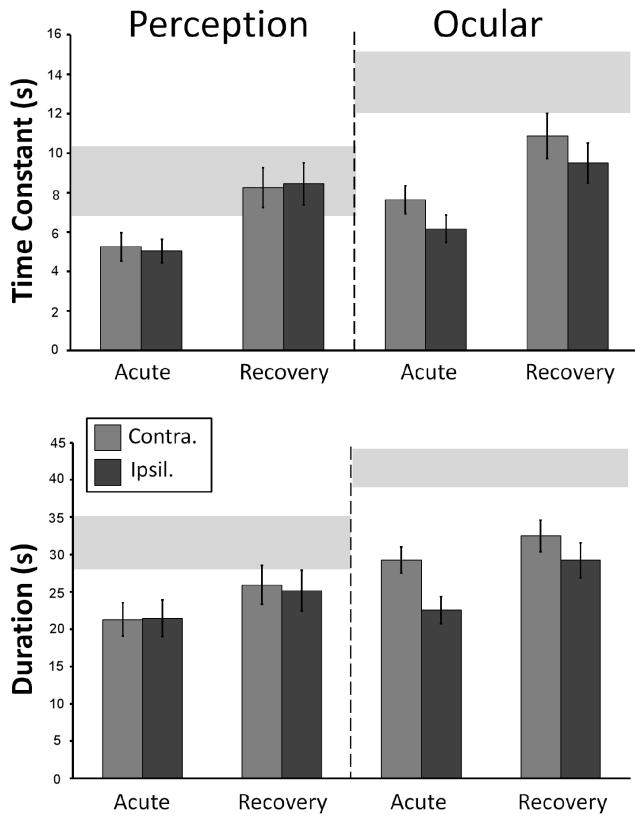 Perception
Ocular
Time Constant (s)
16
14
12
10
8
6
4
2
0
Acute
Recovery
Acute
Recovery
Contra.
Ipsil.
Duration (s)
45
40
35
30
25
20
15
10
5
0
Acute
Recovery
Acute
Recovery